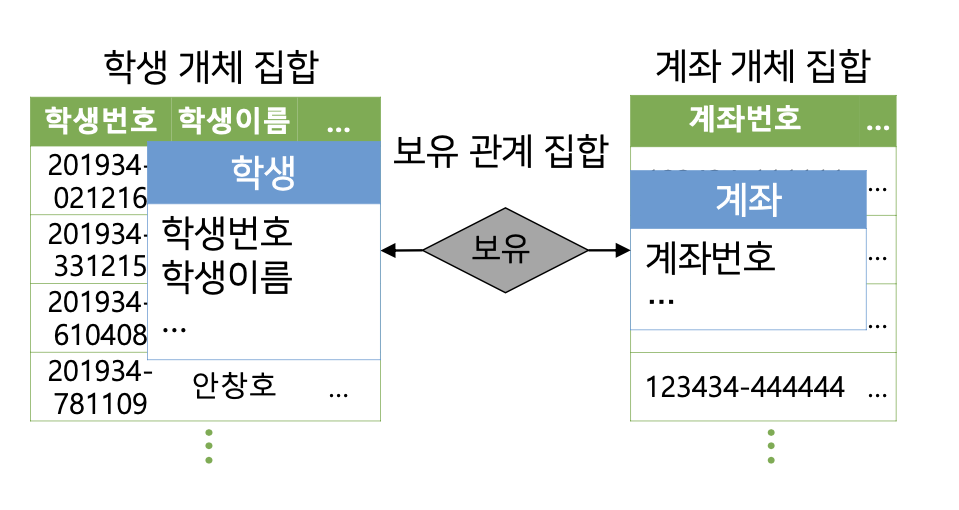 학생 개체 집합
학생번호 학생이름 ...
201934-
021216
201934-
331215
201934-
610408
201934-
781109
안창호 ...
학생
학생번호
학생이름
...
보유 관계 집합
보유
계좌 개체 집합
계좌번호 ...
...
...
...
123434-444444 ...
계좌
계좌번호
...